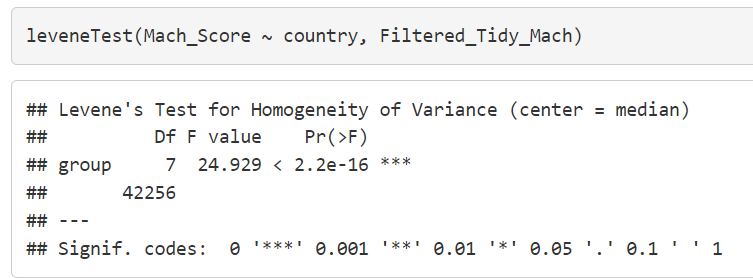 leveneTest(Mach_Score ~ country, Filtered_Tidy_Mach)
## Levene's Test for Homogeneity of Variance (center = median)
##          Df F value    Pr(>F)
## group     7  24.929 < 2.2e-16 ***
##       42256
## ---
## Signif. codes:  0 '***' 0.001 '**' 0.01 '*' 0.05 '.' 0.1 ' ' 1